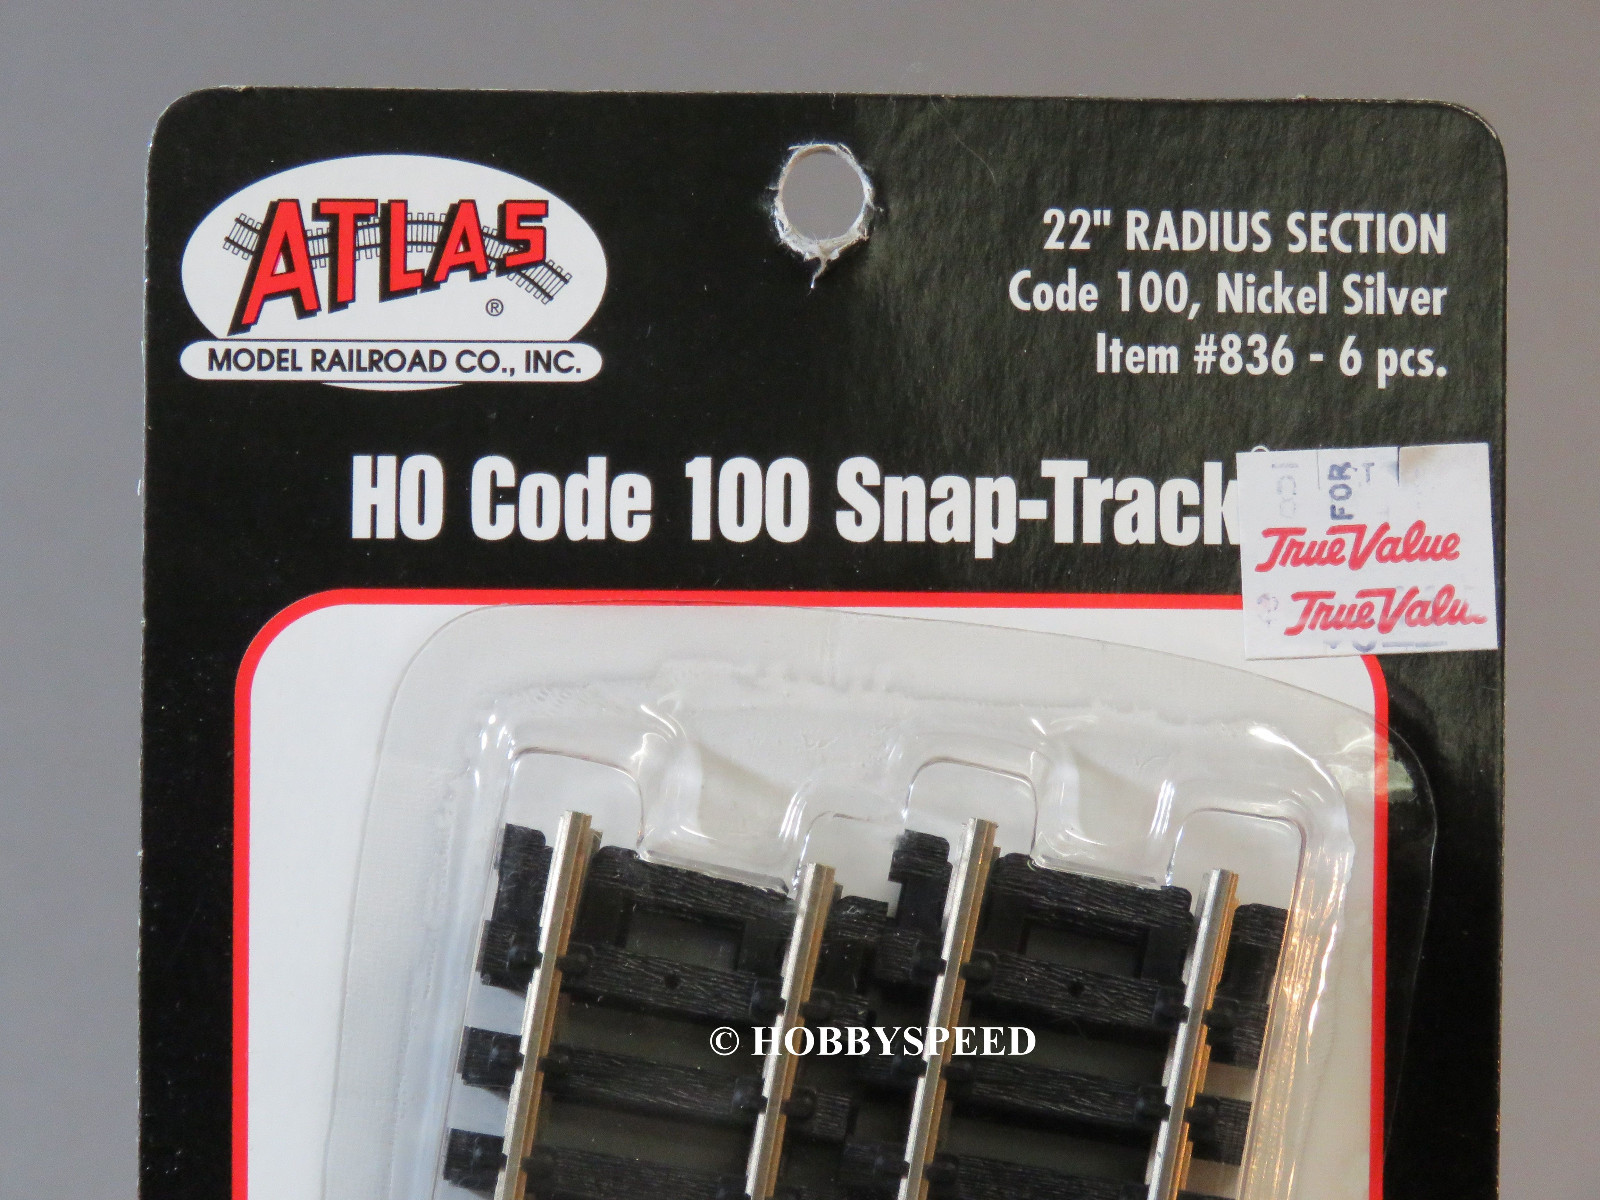 ATLAS
®
MODEL RAILROAD CO., INC.
22" RADIUS SECTION
Code 100, Nickel Silver
Item #836 - 6 pcs.
HO Code 100 Snap-Track
FOR
True Value
True Valu
© HOBBYSPEED